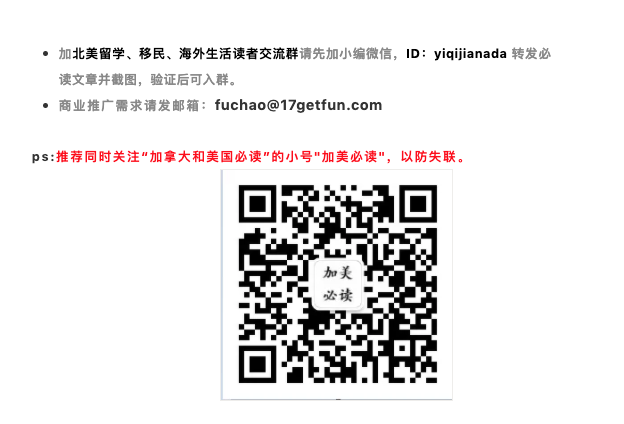 加北美留学、移民、海外生活读者交流群请先加小编微信，ID：yiqijianada 转发必
读文章并截图，验证后可入群。
商业推广需求请发邮箱：fuchao@17getfun.com
ps:推荐同时关注“加拿大和美国必读”的小号"加美必读"，以防失联。
加美
必读